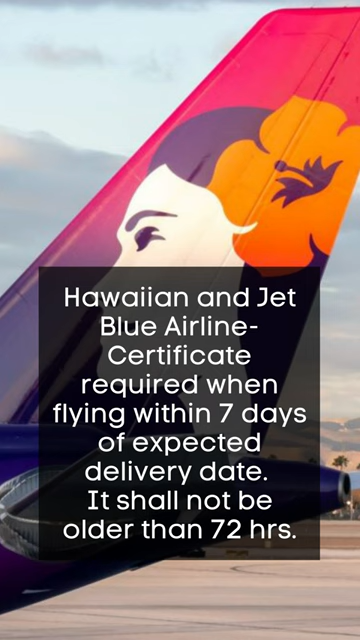 Hawaiian and Jet
Blue Airline-
Certificate
required when
flying within 7 days
of expected
delivery date.
It shall not be
older than 72 hrs.